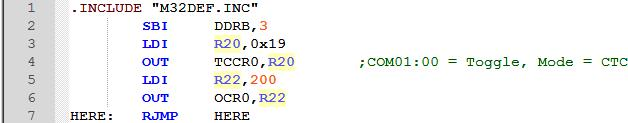 1 .INCLUDE "M32DEF.INC"
2 SBI DDRB,3
3 LDI R20,0x19
4 OUT TCCR0,R20 ;COM01:00 = Toggle, Mode = CTC
5 LDI R22,200
6 OUT OCR0,R22
7 HERE: RJMP HERE